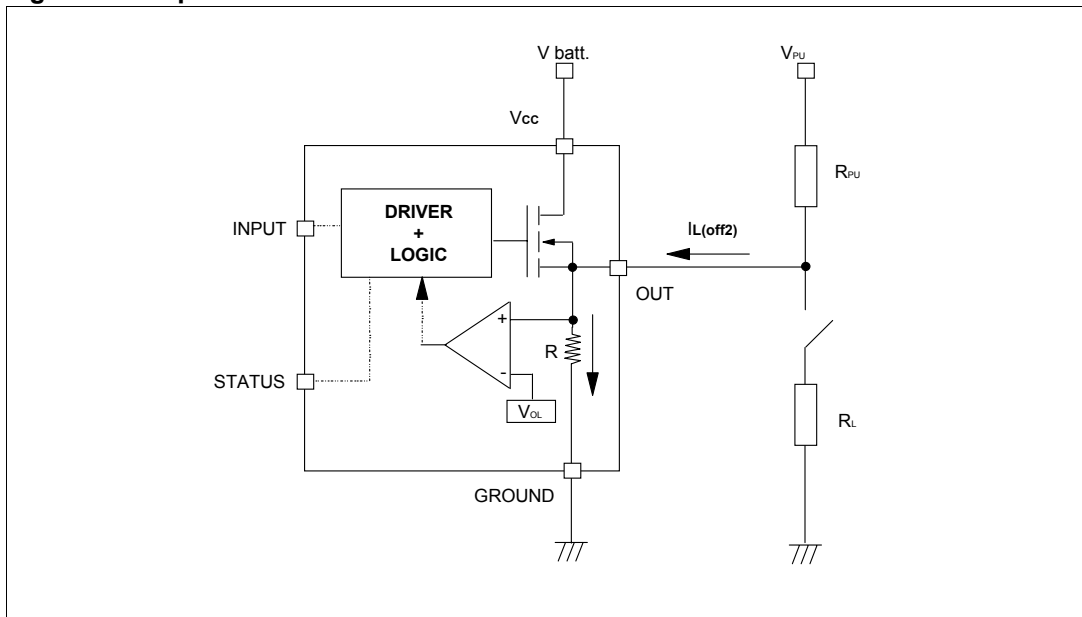 V batt.
VPU
Vcc
RPU
DRIVER
+
LOGIC
INPUT
IL(off2)
OUT
+
R
-
STATUS
VOL
RL
GROUND